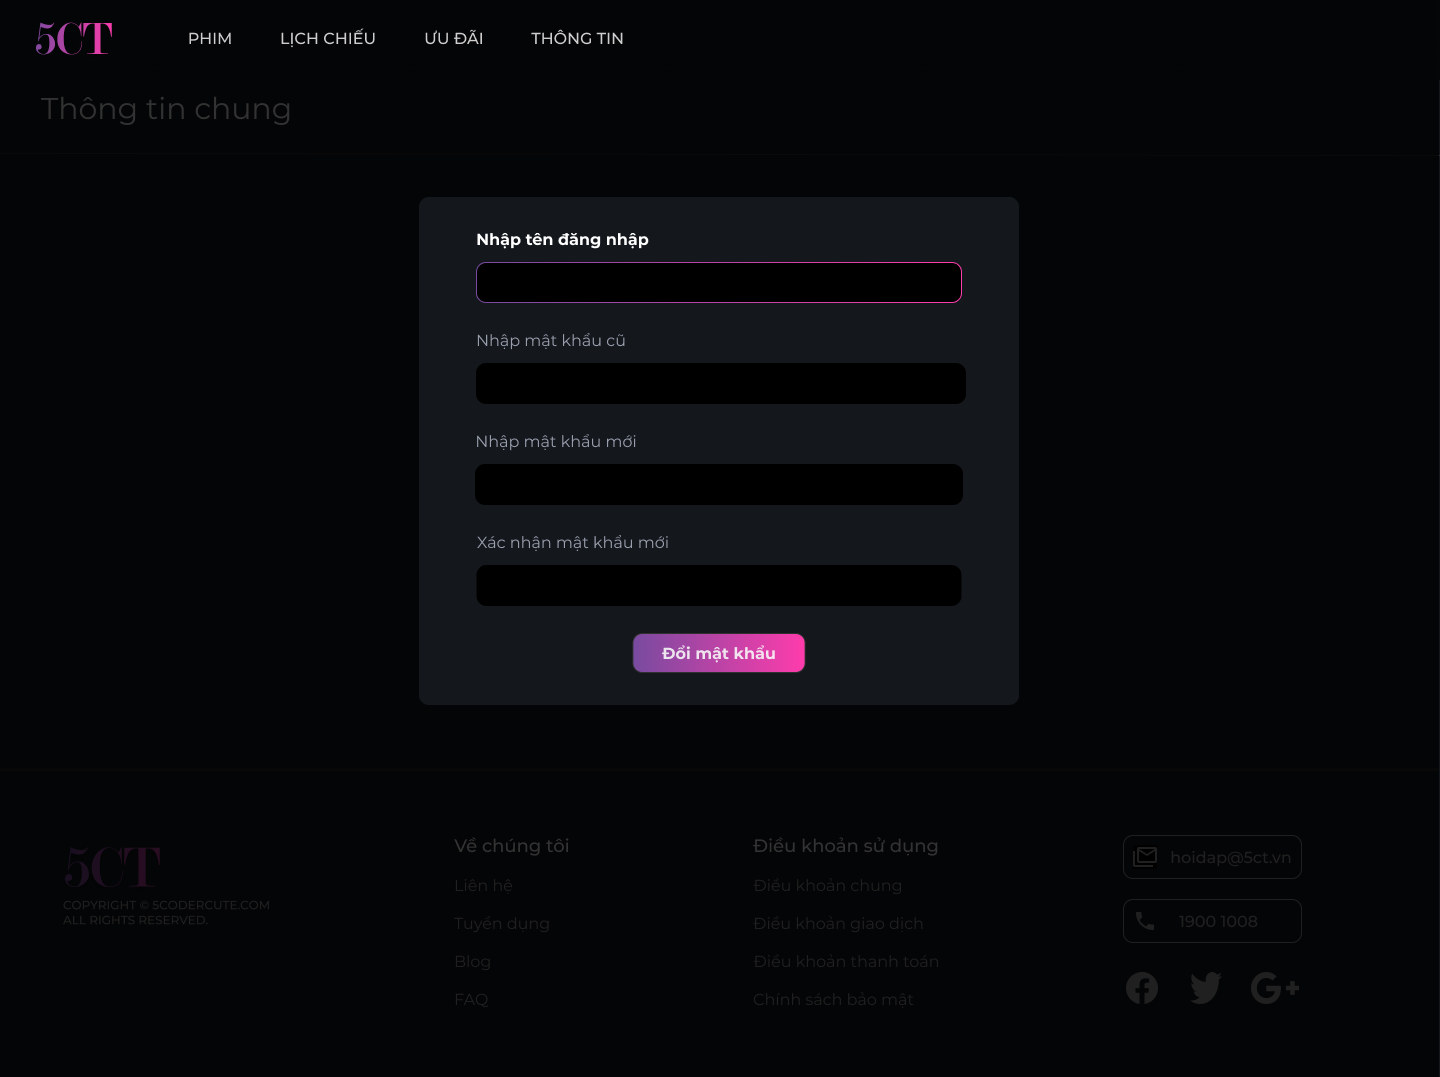 5CT
PHIM
LỊCH CHIẾU
ƯU ĐÃI
THÔNG TIN
Thông tin chung
Nhập tên đăng nhập
Nhập mật khẩu cũ
Nhập mật khẩu mới
Xác nhận mật khẩu mới
Đổi mật khẩu
5CT
COPYRIGHT © 5CODERCUTE.COM
ALL RIGHTS RESERVED.
Về chúng tôi
Liên hệ
Tuyển dụng
Blog
FAQ
Điều khoản sử dụng
Điều khoản chung
Điều khoản giao dịch
Điều khoản thanh toán
Chính sách bảo mật
hoidap@5ct.vn
1900 1008